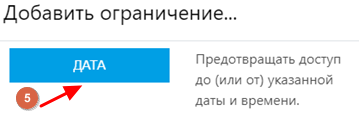 Добавить ограничение...
ДАТА
Предотвращать доступ
до (или от) указанной
даты и времени.
5